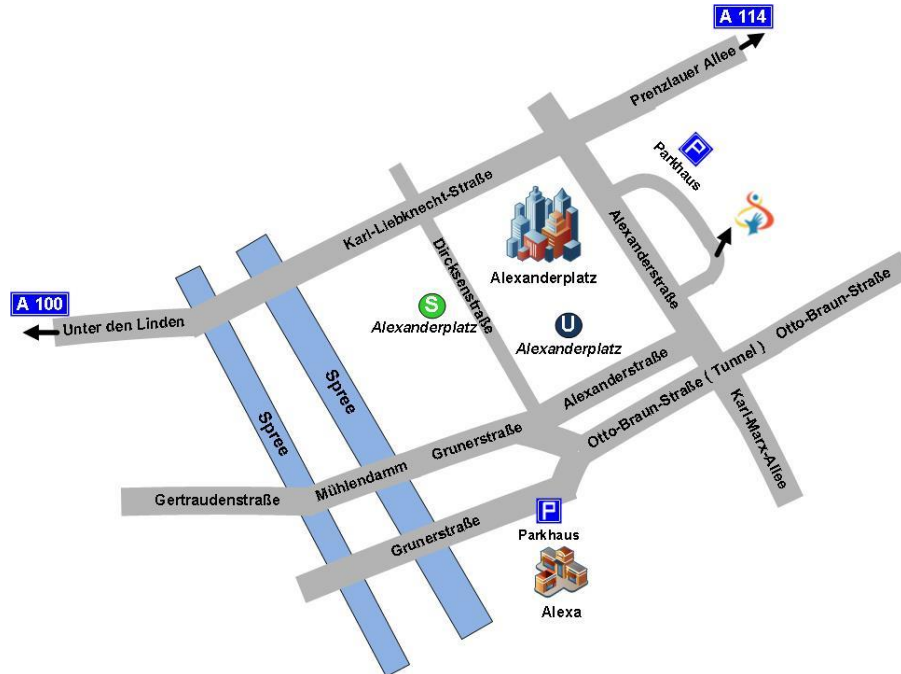 A 114
Prenzlauer Allee
P
Parkhaus
Karl-Liebknecht-Straße
Alexanderstraße
Alexanderplatz
Dircksenstraße
A 100
Unter den Linden
S
Alexanderplatz
U
Alexanderplatz
Otto-Braun-Straße
Alexanderstraße
Otto-Braun-Straße ( Tunnel )
Karl-Marx-Allee
Spree
Spree
Grunerstraße
Mühlendamm
Gertraudenstraße
Grunerstraße
P
Parkhaus
Alexa